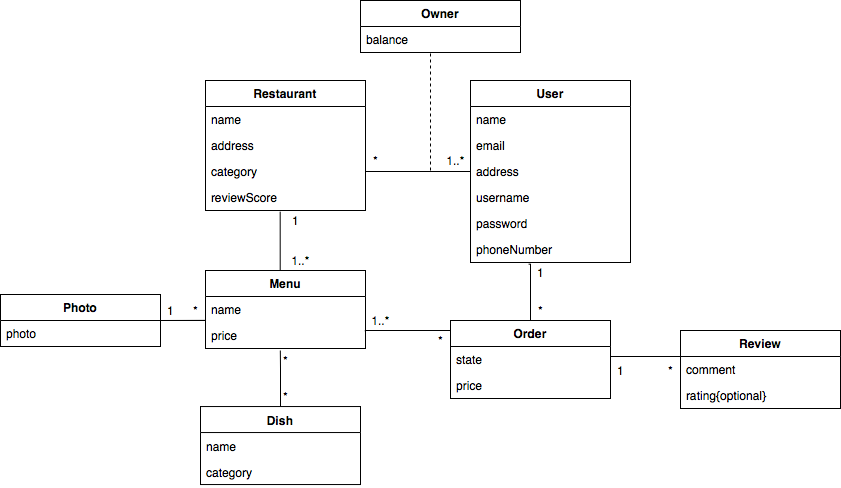 Owner
balance
Restaurant
name
address
category
reviewScore
User
name
email
address
username
password
phoneNumber
*
1..*
1
1..*
1
*
Photo
photo
1
*
Menu
name
price
1..*
*
Order
state
price
1
*
Review
comment
rating{optional}
*
*
Dish
name
category